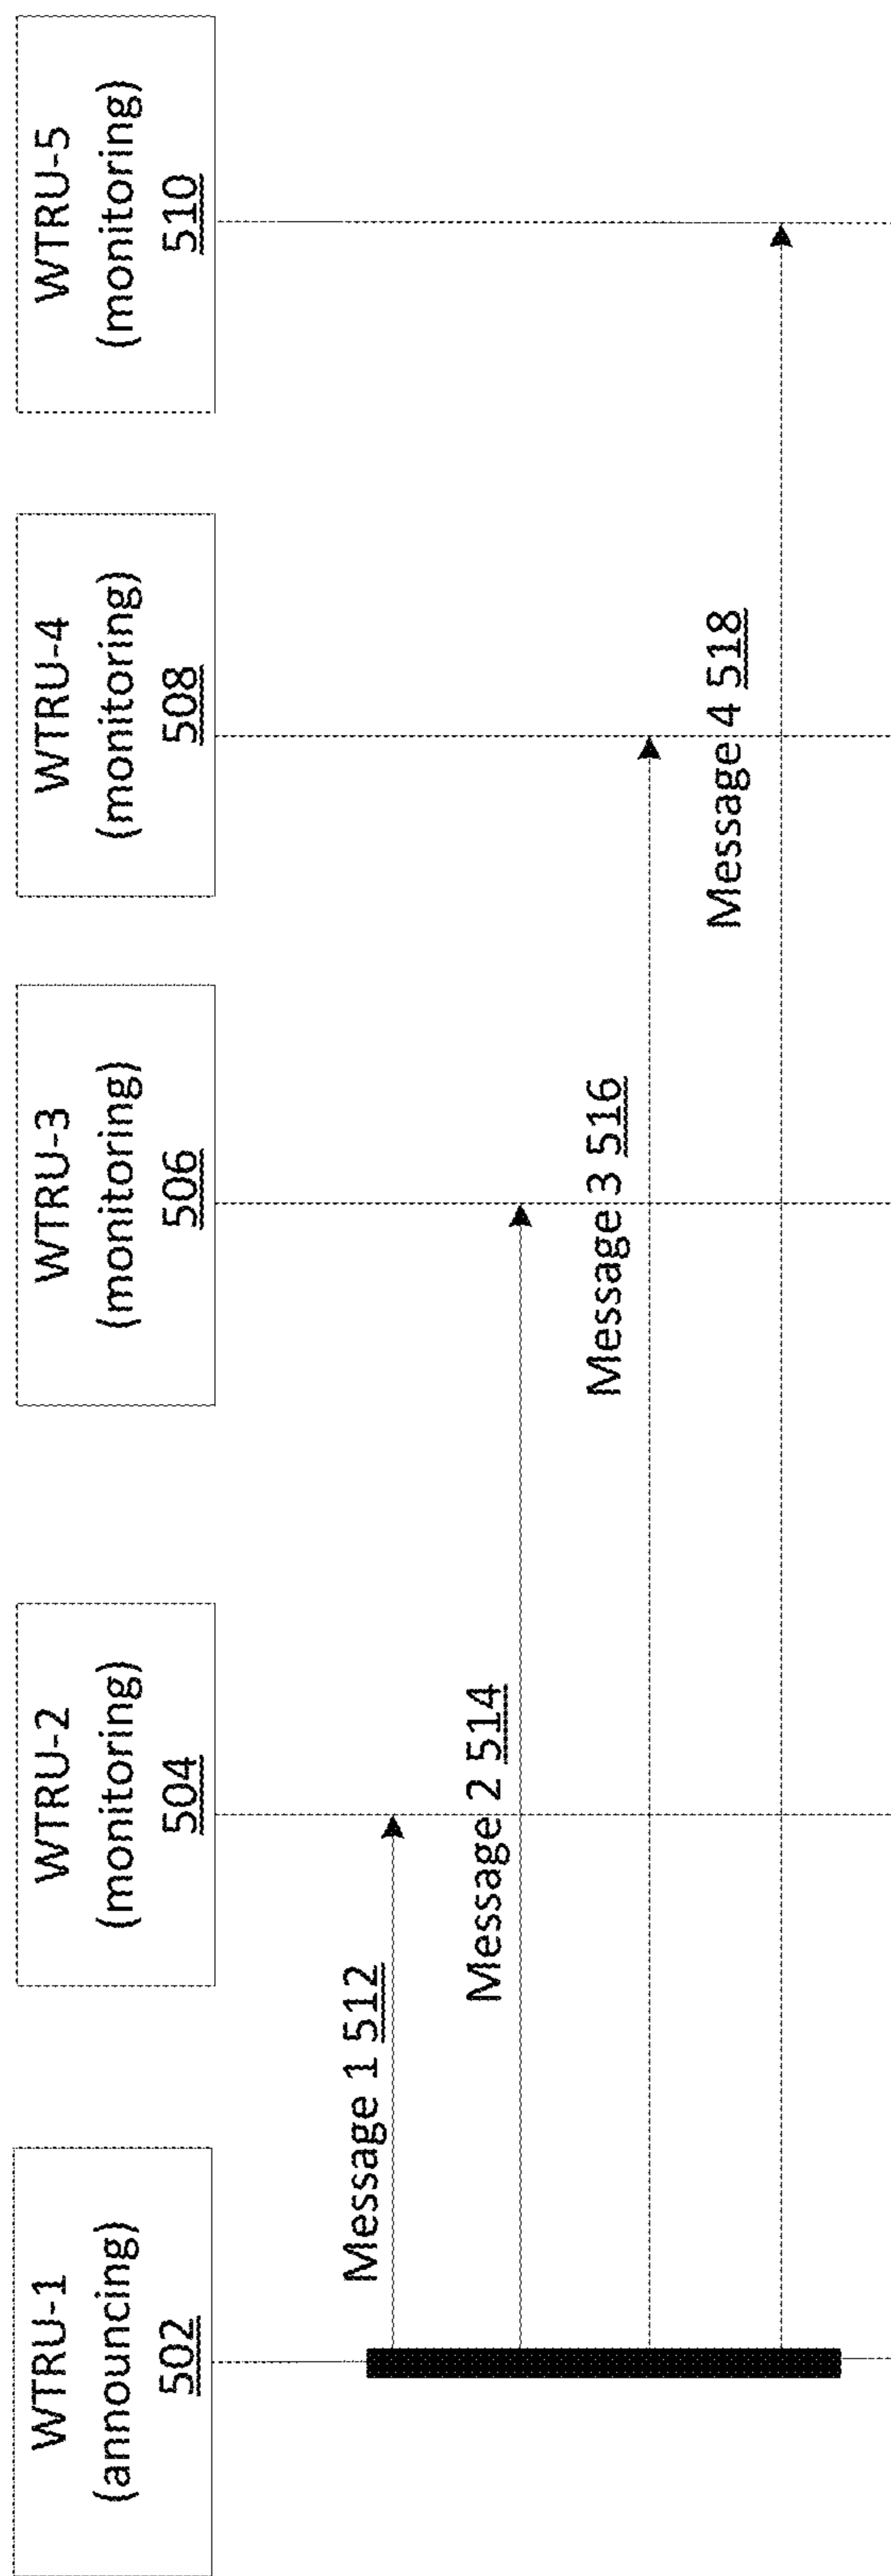 WTRU-1
(announcing)
502
WTRU-2
(monitoring)
504
WTRU-3
(monitoring)
506
WTRU-4
(monitoring)
508
WTRU-5
(monitoring)
510
Message 1 512
Message 2 514
Message 3 516
Message 4 518